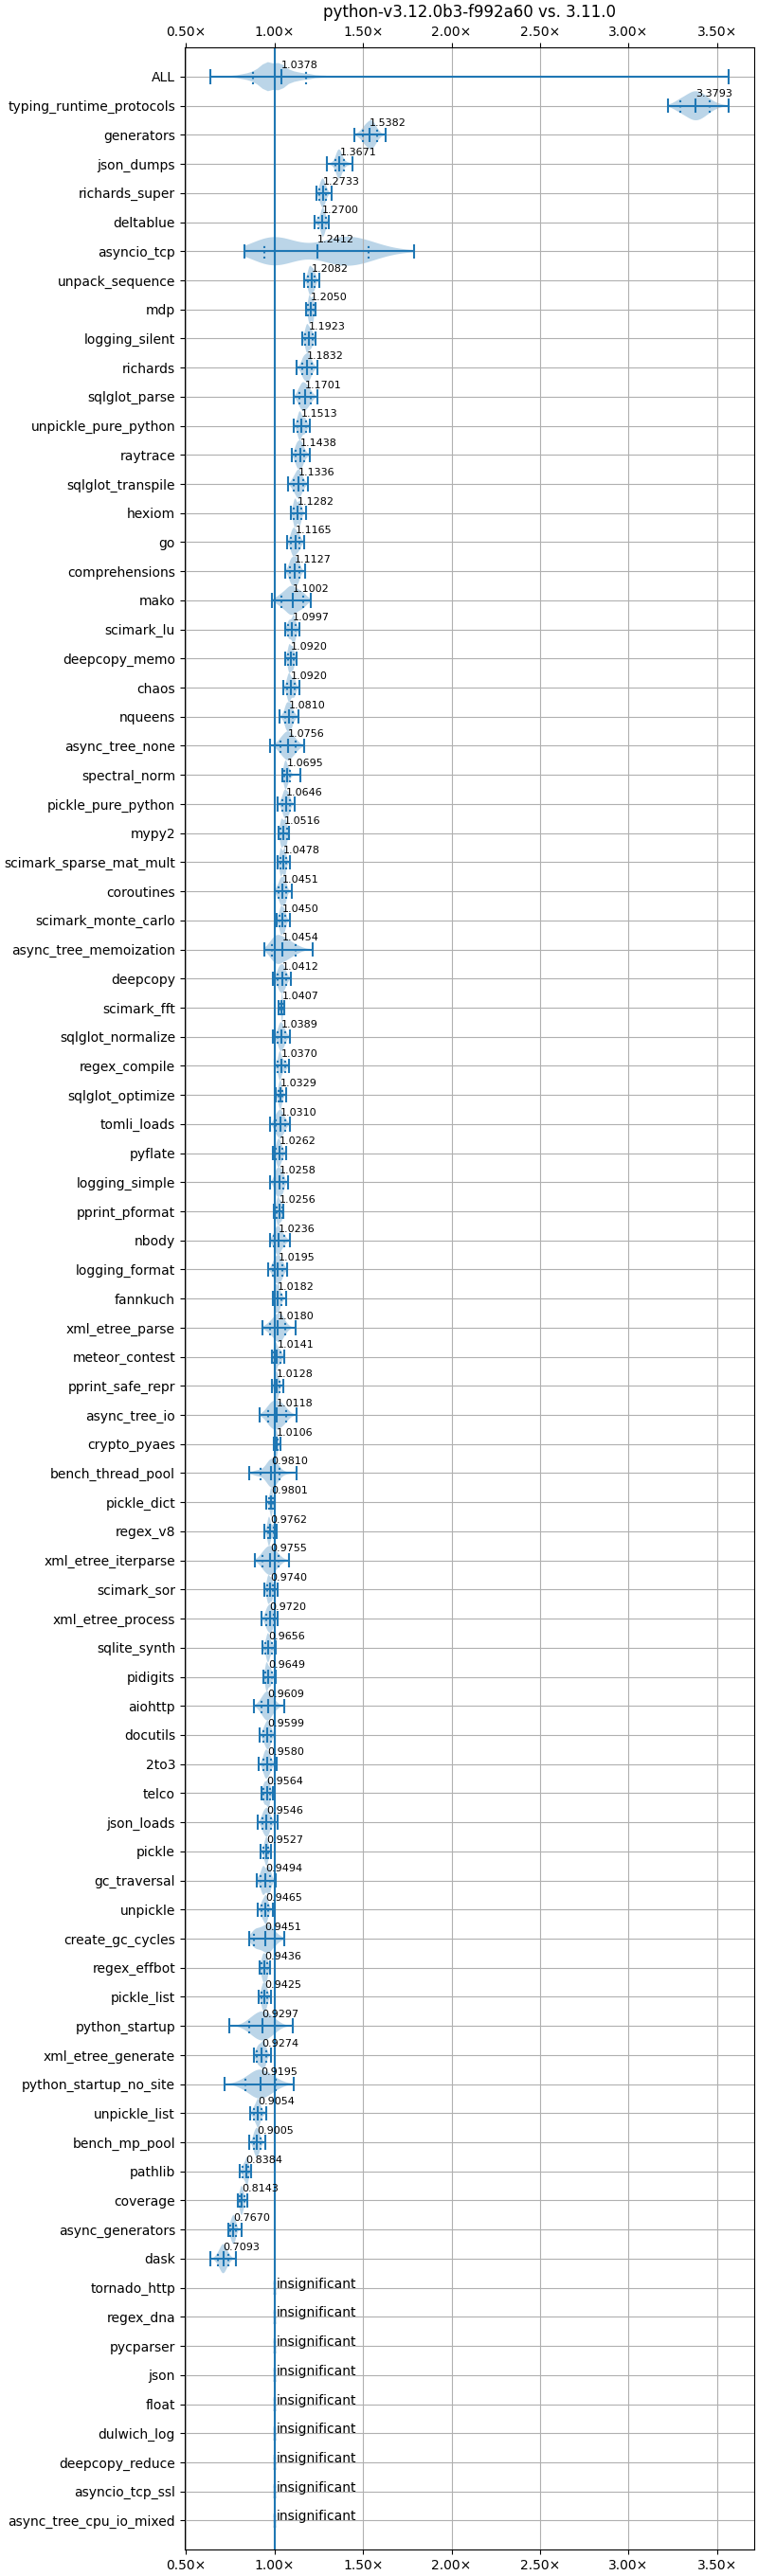 python-v3.12.0b3-f992a60 vs. 3.11.0
0.50× 1.00× 1.50× 2.00× 2.50× 3.00× 3.50×
ALL 1.0378
typing_runtime_protocols 3.3793
generators 1.5382
json_dumps 1.3671
richards_super 1.2733
deltablue 1.2700
asyncio_tcp 1.2412
unpack_sequence 1.2082
mdp 1.2050
logging_silent 1.1923
richards 1.1832
sqlglot_parse 1.1701
unpickle_pure_python 1.1513
raytrace 1.1438
sqlglot_transpile 1.1336
hexiom 1.1282
go 1.1165
comprehensions 1.1127
mako 1.1002
scimark_lu 1.0997
deepcopy_memo 1.0920
chaos 1.0920
nqueens 1.0810
async_tree_none 1.0756
spectral_norm 1.0695
pickle_pure_python 1.0646
mypy2 1.0516
scimark_sparse_mat_mult 1.0478
coroutines 1.0451
scimark_monte_carlo 1.0450
async_tree_memoization 1.0454
deepcopy 1.0412
scimark_fft 1.0407
sqlglot_normalize 1.0389
regex_compile 1.0370
sqlglot_optimize 1.0329
tomli_loads 1.0310
pyflate 1.0262
logging_simple 1.0258
pprint_pformat 1.0256
nbody 1.0236
logging_format 1.0195
fannkuch 1.0182
xml_etree_parse 1.0180
meteor_contest 1.0141
pprint_safe_repr 1.0128
async_tree_io 1.0118
crypto_pyaes 1.0106
bench_thread_pool 0.9810
pickle_dict 0.9801
regex_v8 0.9762
xml_etree_iterparse 0.9755
scimark_sor 0.9740
xml_etree_process 0.9720
sqlite_synth 0.9656
pidigits 0.9649
aiohttp 0.9609
docutils 0.9599
2to3 0.9580
telco 0.9564
json_loads 0.9546
pickle 0.9527
gc_traversal 0.9494
unpickle 0.9465
create_gc_cycles 0.9451
regex_effbot 0.9436
pickle_list 0.9425
python_startup 0.9297
xml_etree_generate 0.9274
python_startup_no_site 0.9195
unpickle_list 0.9054
bench_mp_pool 0.9005
pathlib 0.8384
coverage 0.8143
async_generators 0.7670
dask 0.7093
tornado_http insignificant
regex_dna insignificant
pycparser insignificant
json insignificant
float insignificant
dulwich_log insignificant
deepcopy_reduce insignificant
asyncio_tcp_ssl insignificant
async_tree_cpu_io_mixed insignificant
0.50× 1.00× 1.50× 2.00× 2.50× 3.00× 3.50×